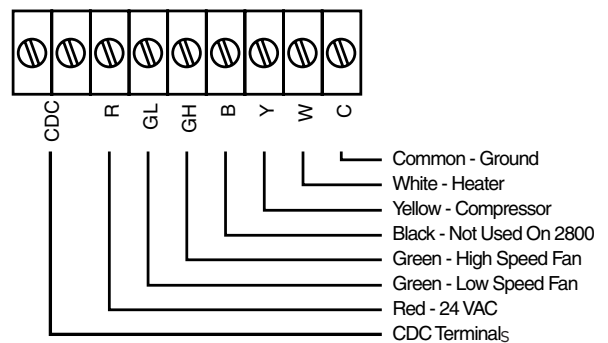 CDC R GL GH B Y W C
Common - Ground
White - Heater
Yellow - Compressor
Black - Not Used On 2800
Green - High Speed Fan
Green - Low Speed Fan
Red - 24 VAC
CDC Terminals